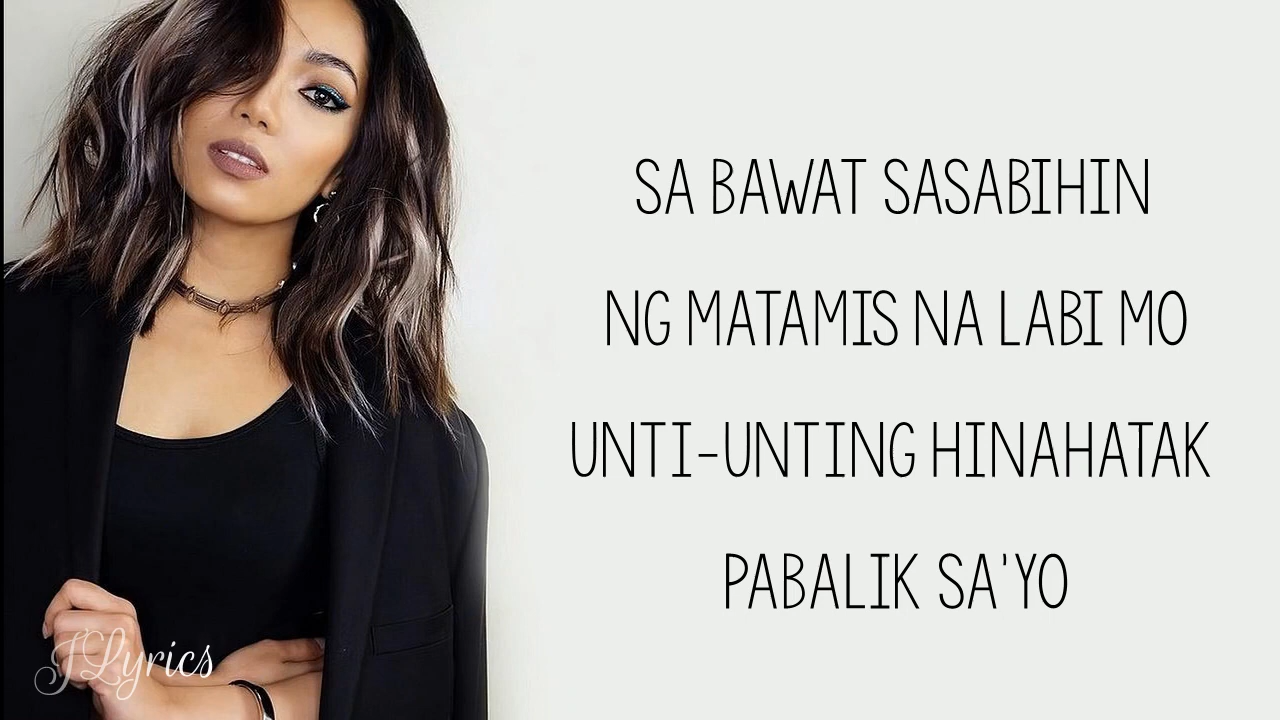 SA BAWAT SASABIHIN
NG MATAMIS NA LABI MO
UNTI-UNTING HINAHATAK
PABALIK SA'YO
JLyrics